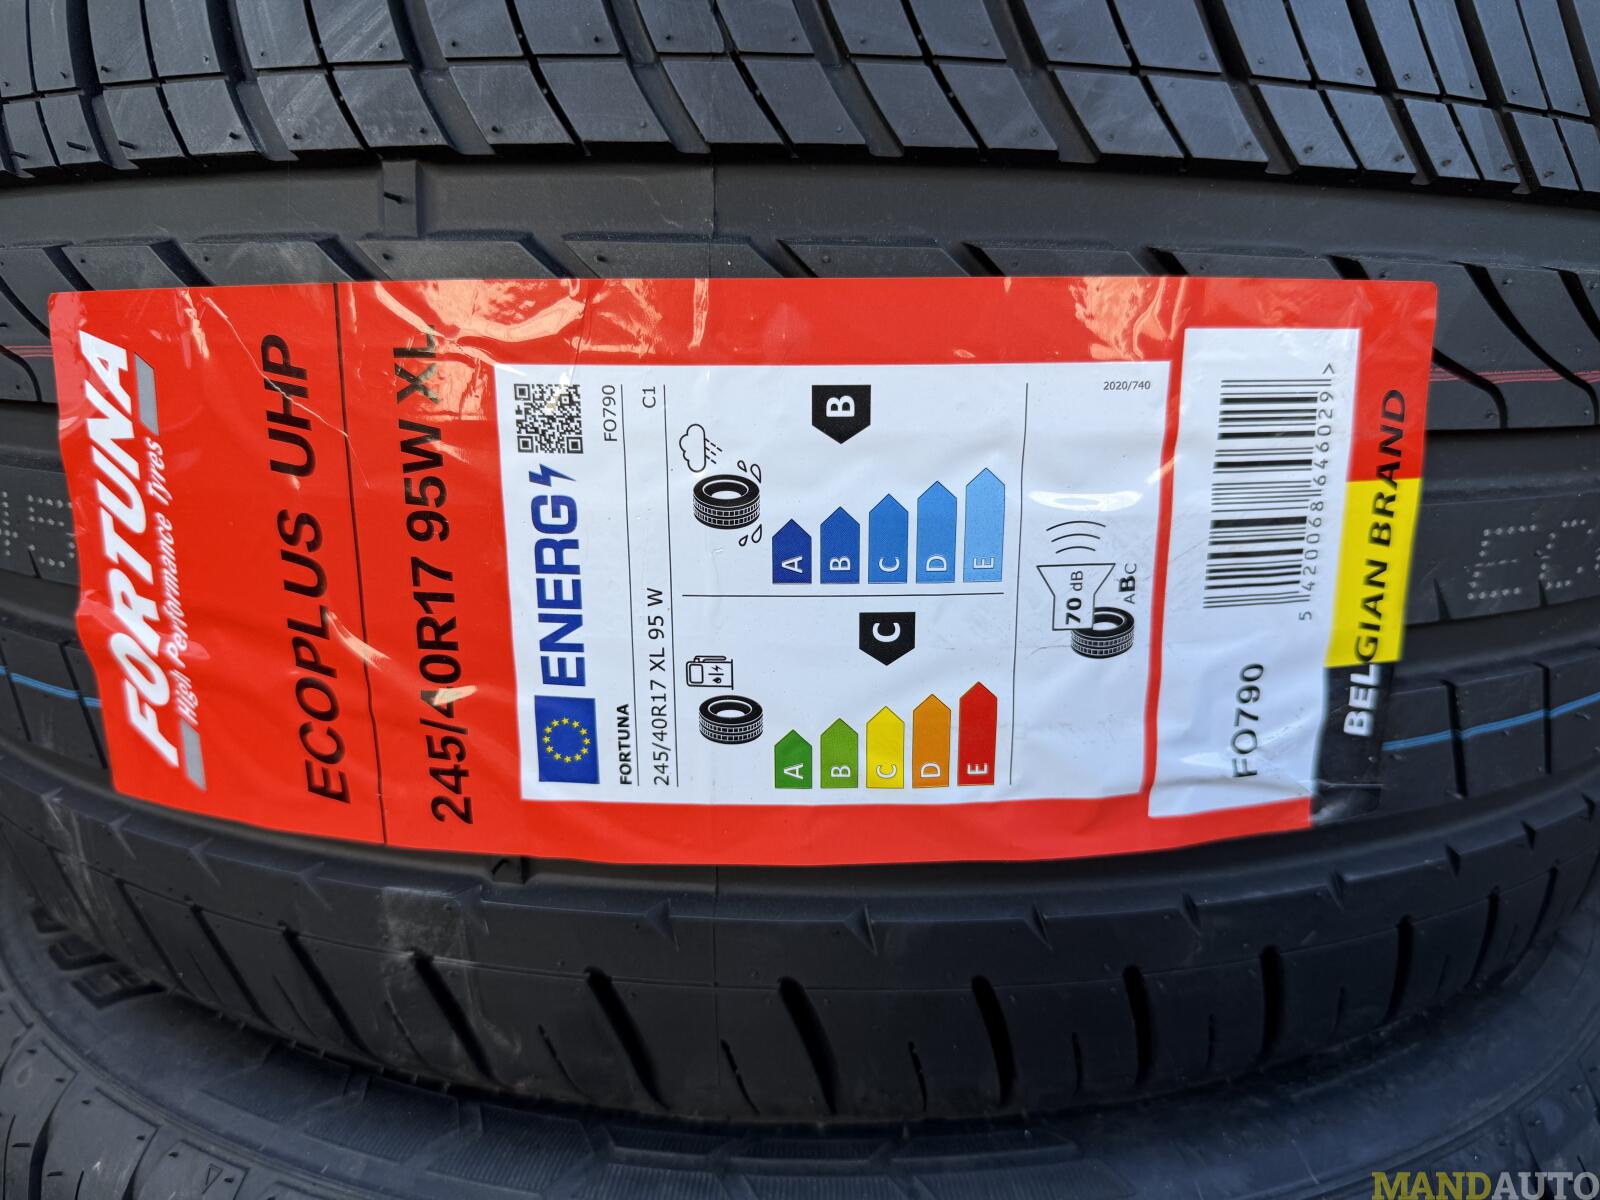 FORTUNA
High Performance Tyres
ECOPLUS UHP
245/40R17 95W XL
ENERG
FO790
FORTUNA
C1
245/40R17 XL 95 W
B
A
B
C
D
E
C
A
B
C
D
E
2020/740
70 dB
ABC
5 420068 646029 >
FO790
BELGIAN BRAND
MANDAUTO